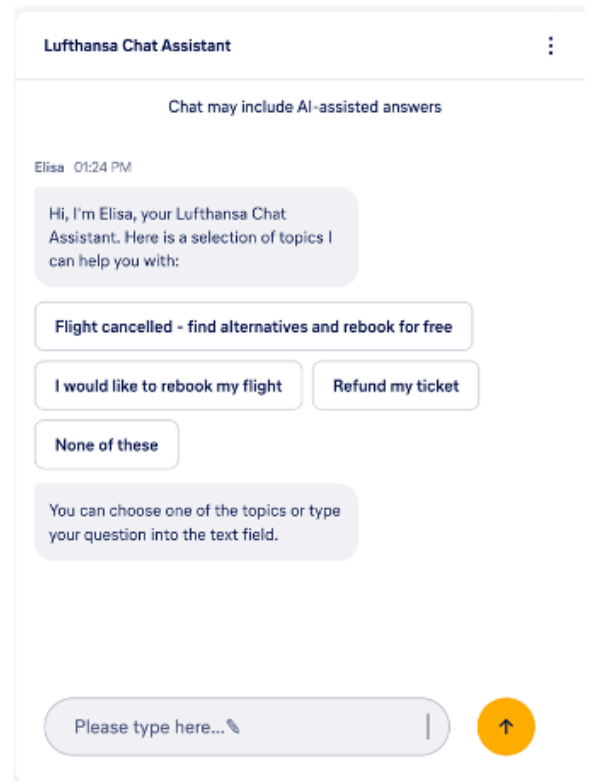 Lufthansa Chat Assistant
Chat may include AI-assisted answers
Elisa 01:24 PM
Hi, I'm Elisa, your Lufthansa Chat
Assistant. Here is a selection of topics I
can help you with:
Flight cancelled - find alternatives and rebook for free
I would like to rebook my flight
Refund my ticket
None of these
You can choose one of the topics or type
your question into the text field.
Please type here...✎